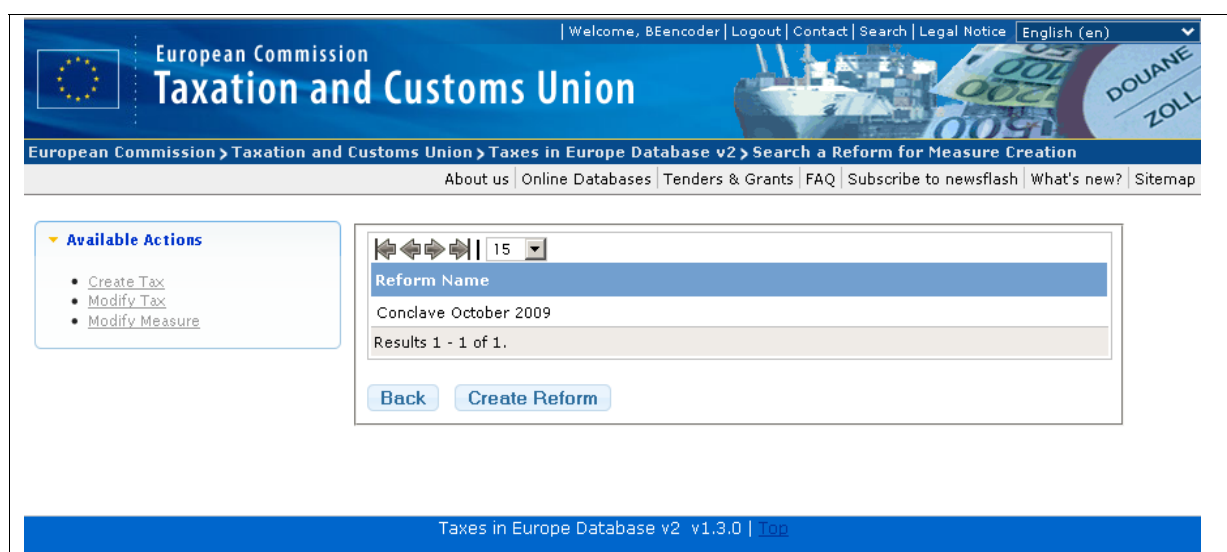 |Welcome, BEencoder|Logout|Contact|Search|Legal Notice English (en)
European Commission
Taxation and Customs Union
DOUANE
ZOLL
European Commission > Taxation and Customs Union > Taxes in Europe Database v2 > Search a Reform for Measure Creation
About us|Online Databases|Tenders & Grants|FAQ|Subscribe to newsflash|What's new?|Sitemap
Available Actions
• Create Tax
• Modify Tax
• Modify Measure
15
Reform Name
Conclave October 2009
Results 1 - 1 of 1.
Back Create Reform
Taxes in Europe Database v2 v1.3.0 | Top